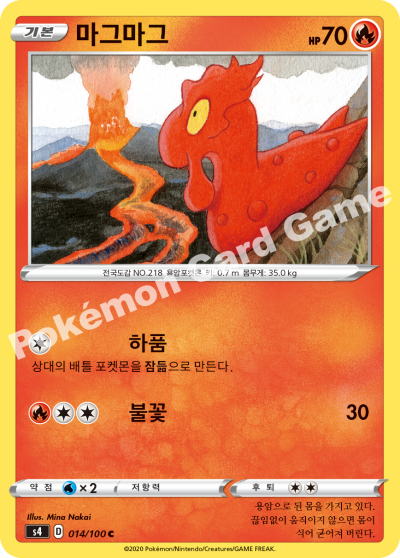 기본 마그마그 HP 70
전국도감 NO.218 용암포켓몬 키: 0.7 m 몸무게: 35.0 kg
Pokémon Card Game
하품
상대의 배틀 포켓몬을 잠듦으로 만든다.
불꽃 30
약점 ×2 저항력 후퇴
Illus. Mina Nakai
용암으로 된 몸을 가지고 있다.
끊임없이 움직이지 않으면 몸이
식어 굳어져 버린다.
s4 D 014/100 C
©2020 Pokémon/Nintendo/Creatures/GAME FREAK.